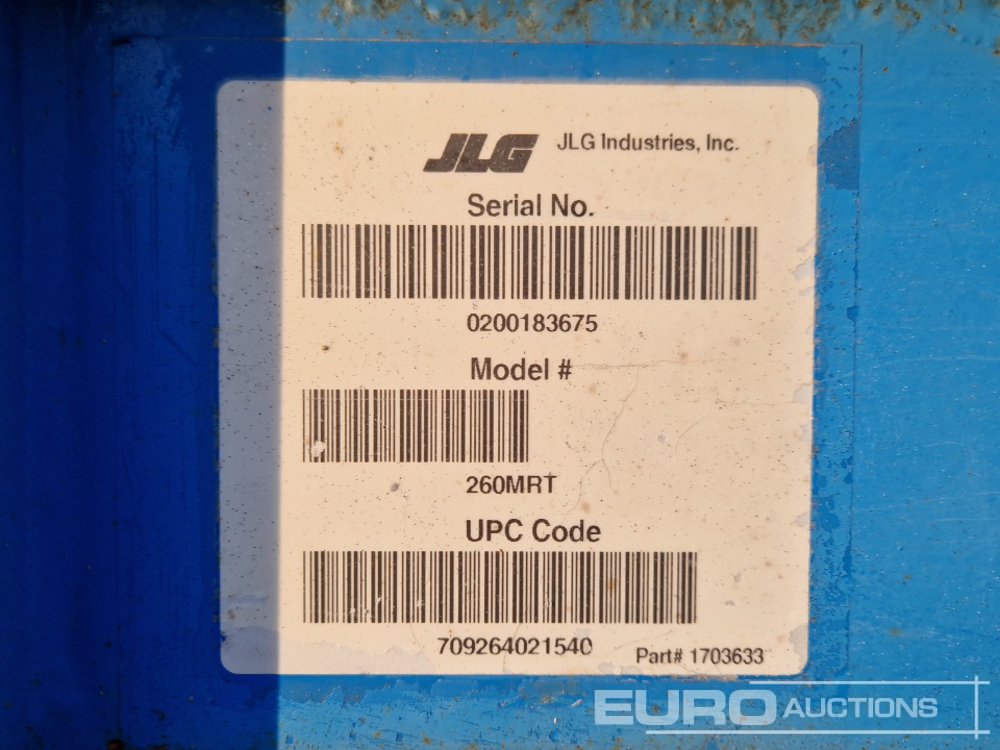 JLG JLG Industries, Inc.
Serial No.
0200183675
Model #
260MRT
UPC Code
709264021540
Part# 1703633
EURO AUCTIONS